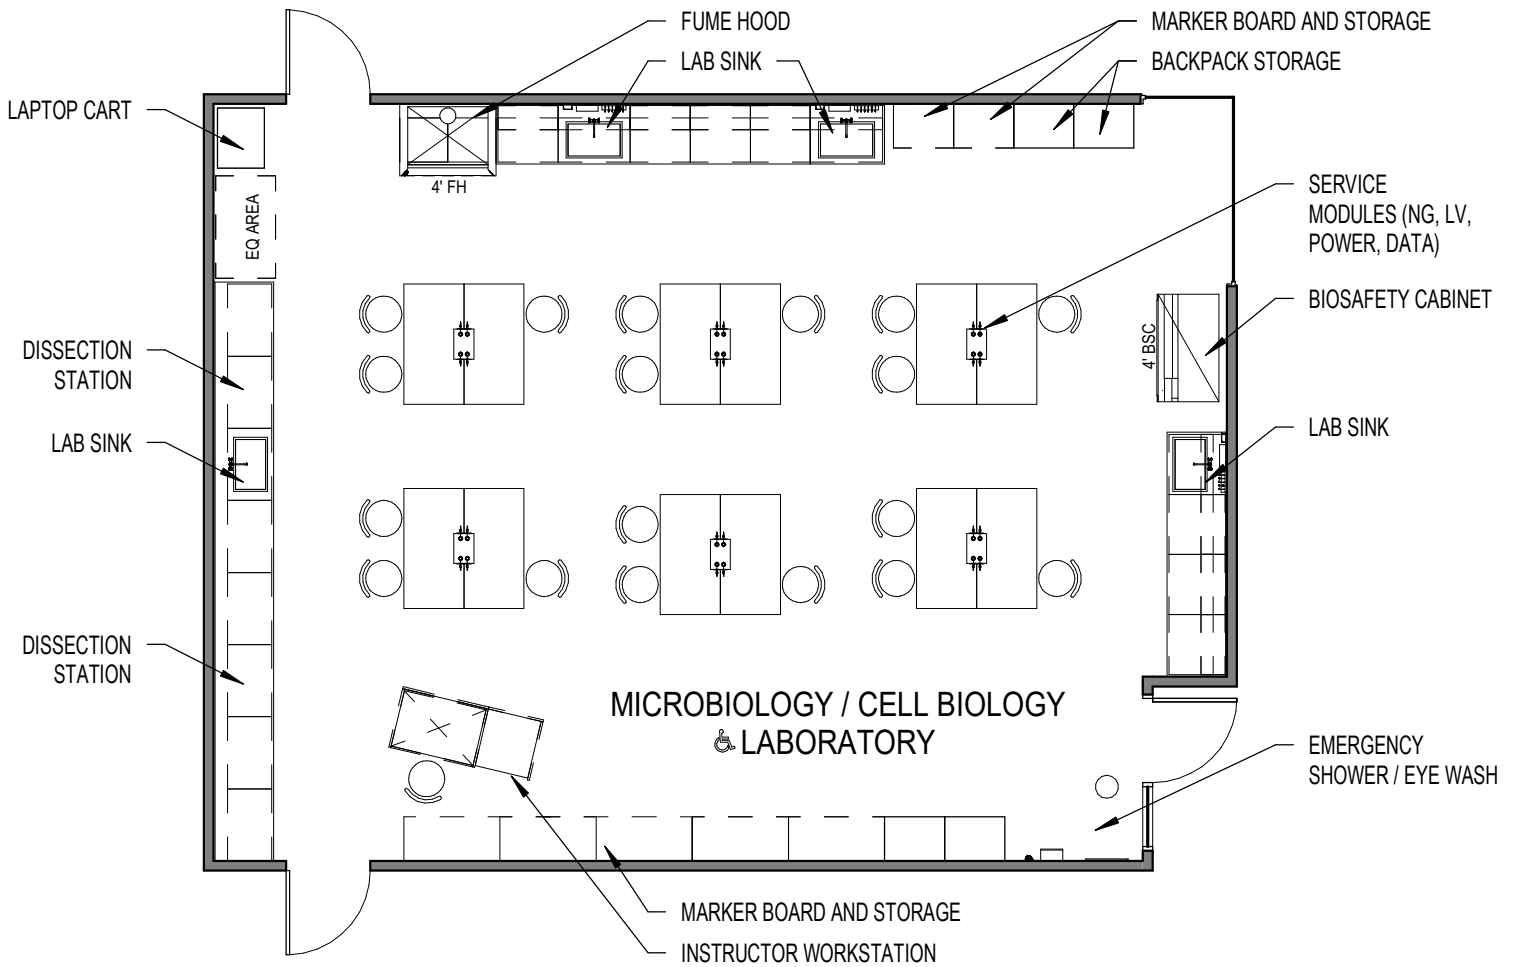 FUME HOOD
MARKER BOARD AND STORAGE
LAB SINK
BACKPACK STORAGE
LAPTOP CART
4' FH
EQ AREA
SERVICE
MODULES (NG, LV,
POWER, DATA)
BIOSAFETY CABINET
4' BSC
DISSECTION
STATION
LAB SINK
LAB SINK
DISSECTION
STATION
MICROBIOLOGY / CELL BIOLOGY
LABORATORY
EMERGENCY
SHOWER / EYE WASH
MARKER BOARD AND STORAGE
INSTRUCTOR WORKSTATION